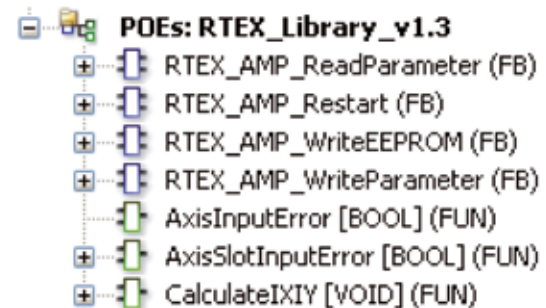 POEs: RTEX_Library_v1.3
RTEX_AMP_ReadParameter (FB)
RTEX_AMP_Restart (FB)
RTEX_AMP_WriteEEPROM (FB)
RTEX_AMP_WriteParameter (FB)
AxisInputError [BOOL] (FUN)
AxisSlotInputError [BOOL] (FUN)
CalculateIXIY [VOID] (FUN)